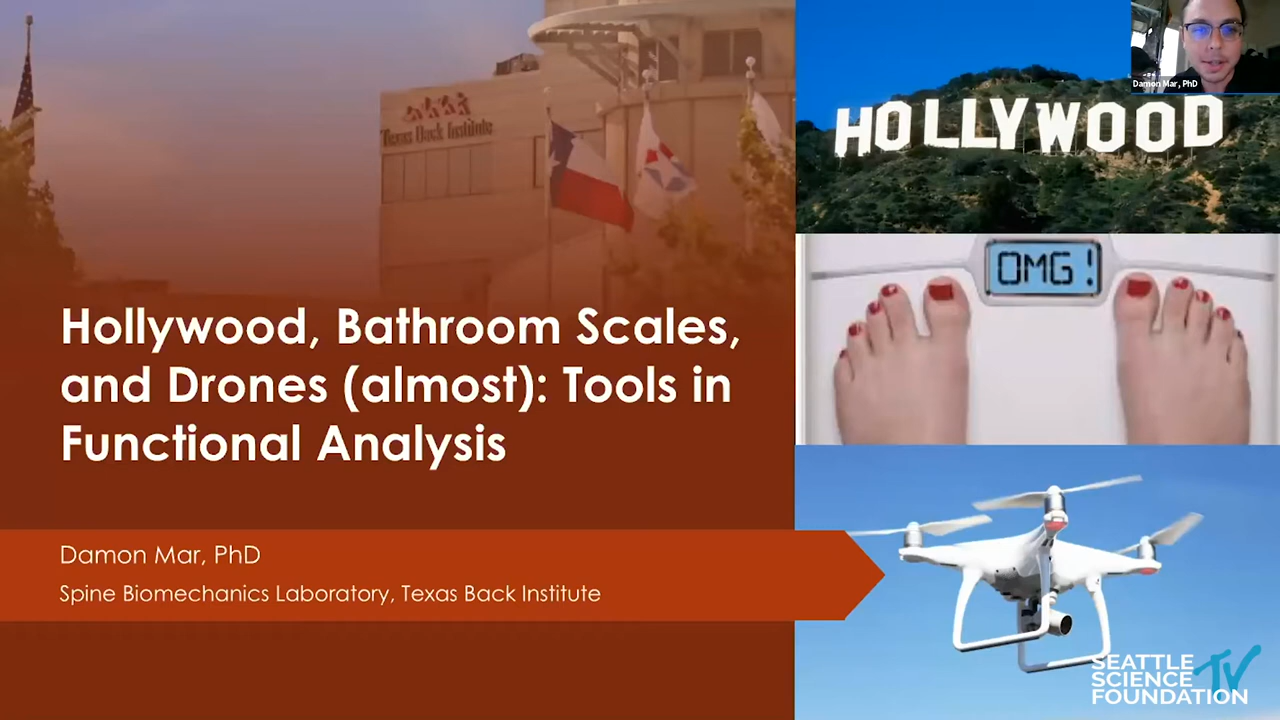 Texas Back Institute
HOLLYWOOD
Damon Mar, PhD
OMG!
Hollywood, Bathroom Scales,
and Drones (almost): Tools in
Functional Analysis
Damon Mar, PhD
Spine Biomechanics Laboratory, Texas Back Institute
SEATTLE
SCIENCE TV
FOUNDATION